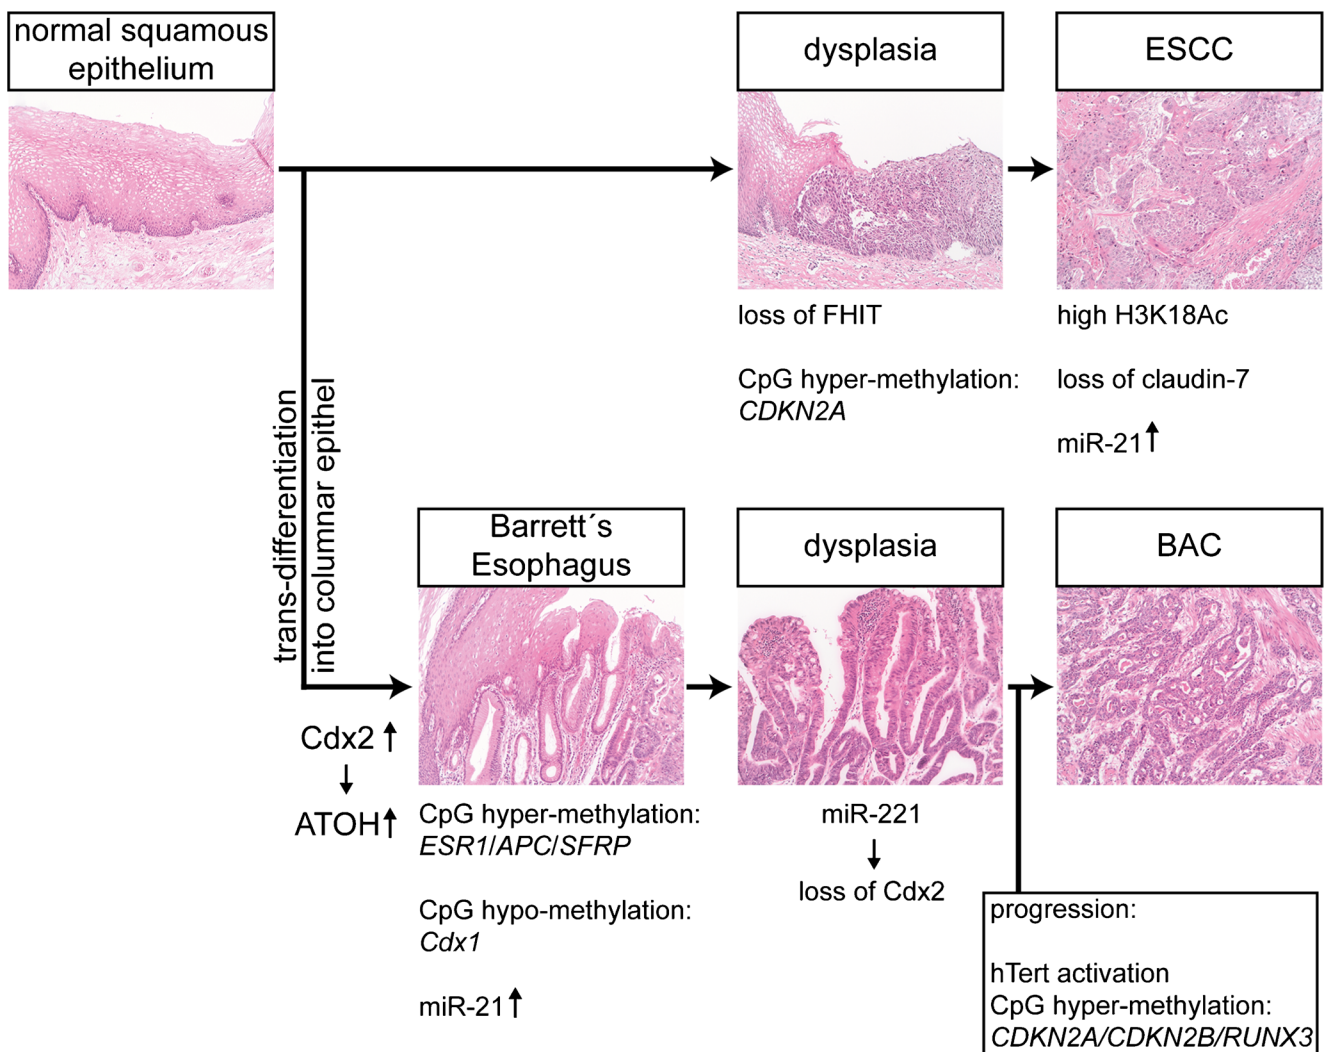 normal squamous
epithelium
dysplasia
ESCC
loss of FHIT
CpG hyper-methylation:
CDKN2A
high H3K18Ac
loss of claudin-7
miR-21↑
trans-differentiation
into columnar epithel
Cdx2↑
↓
ATOH↑
Barrett´s
Esophagus
CpG hyper-methylation:
ESR1/APC/SFRP
CpG hypo-methylation:
Cdx1
miR-21↑
dysplasia
miR-221
↓
loss of Cdx2
BAC
progression:
hTert activation
CpG hyper-methylation:
CDKN2A/CDKN2B/RUNX3